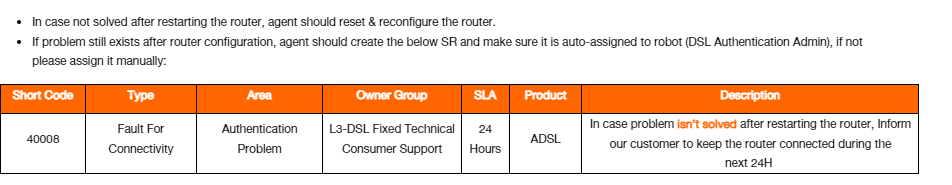 • In case not solved after restarting the router, agent should reset & reconfigure the router.
• If problem still exists after router configuration, agent should create the below SR and make sure it is auto-assigned to robot (DSL Authentication Admin), if not
please assign it manually:
Short Code Type Area Owner Group SLA Product Description
40008 Fault For Connectivity Authentication Problem L3-DSL Fixed Technical Consumer Support 24 Hours ADSL In case problem isn't solved after restarting the router, Inform our customer to keep the router connected during the next 24H